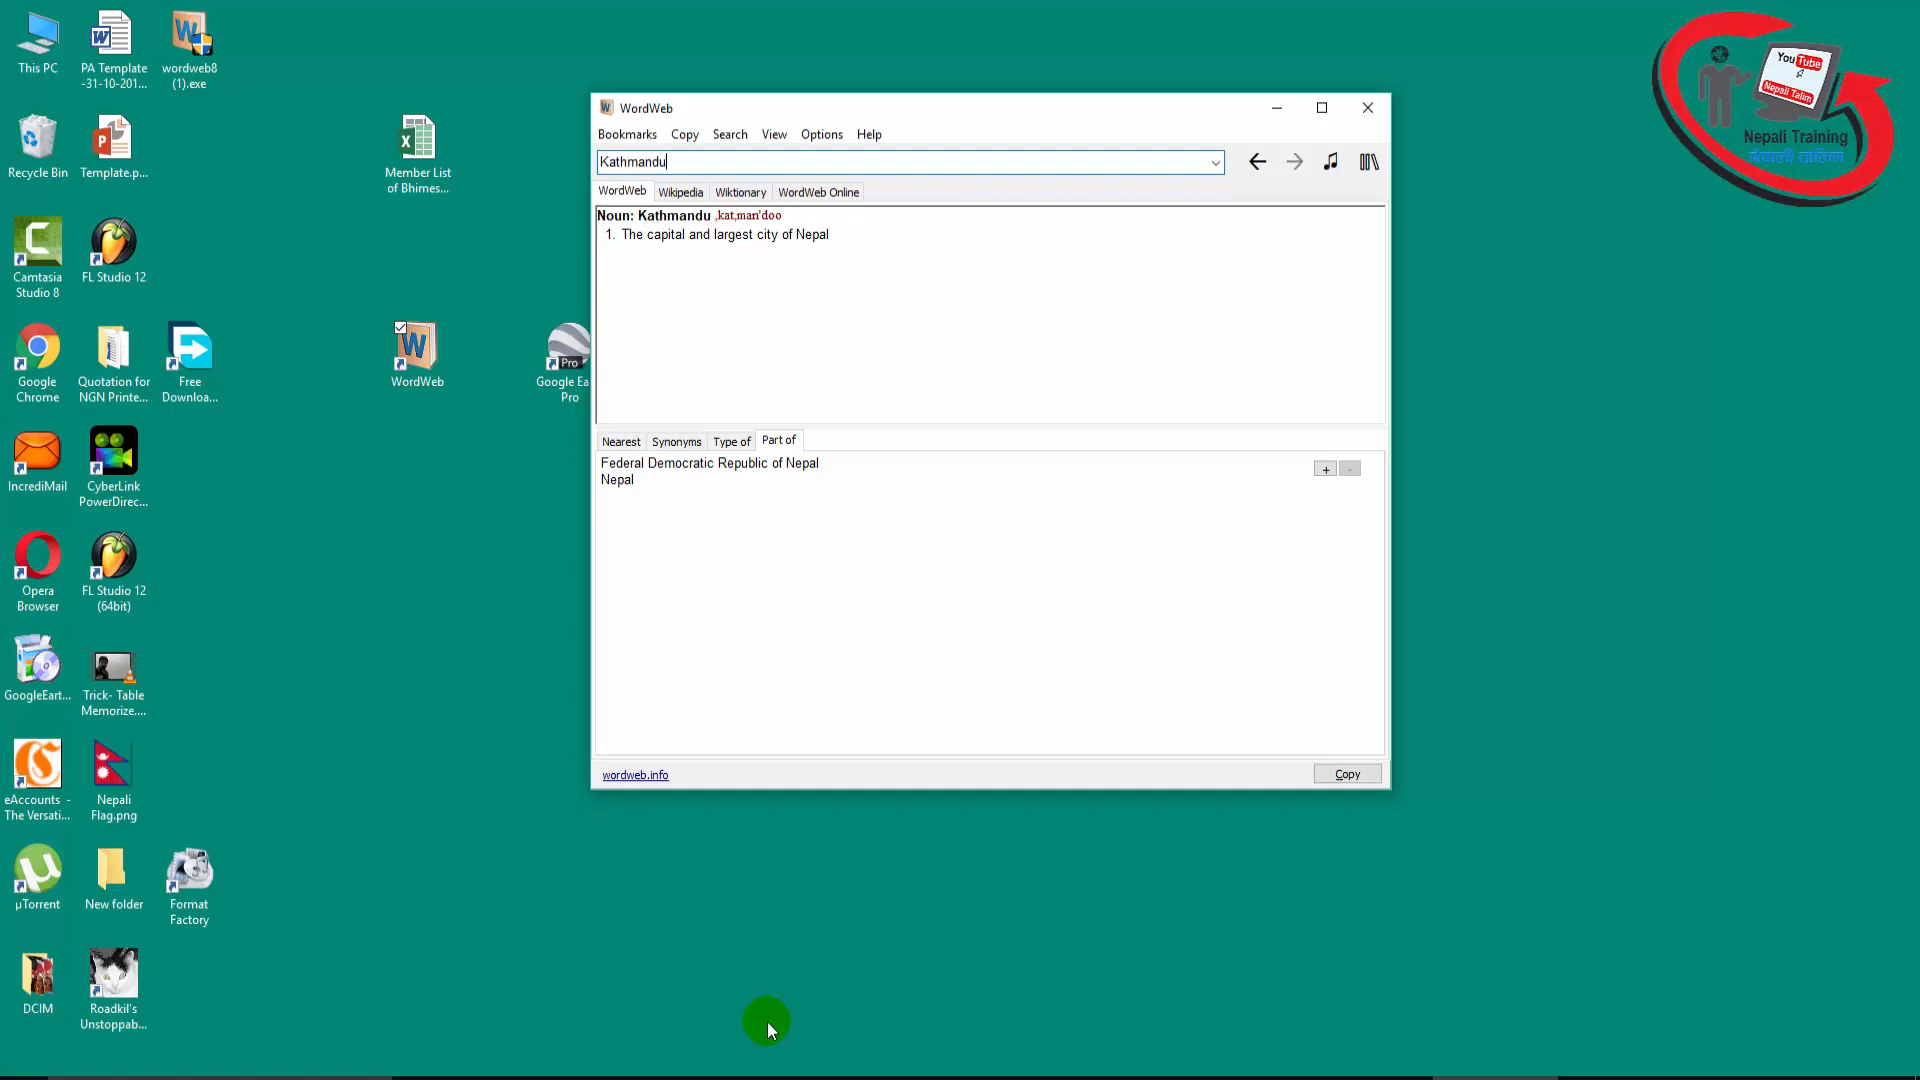 This PC
PA Template
-31-10-201...
wordweb8
(1).exe
Recycle Bin
Template.p...
Member List
of Bhimes...
Camtasia
Studio 8
FL Studio 12
Google
Chrome
Quotation for
NGN Printe...
Free
Downloa...
WordWeb
Pro
Google Ea
Pro
IncrediMail
CyberLink
PowerDirec...
Opera
Browser
FL Studio 12
(64bit)
GoogleEart...
Trick- Table
Memorize....
eAccounts -
The Versati...
Nepali
Flag.png
µTorrent
New folder
Format
Factory
DCIM
Roadkil's
Unstoppab...
WordWeb
Bookmarks Copy Search View Options Help
Kathmandu
WordWeb Wikipedia Wiktionary WordWeb Online
Noun: Kathmandu ,kat,man'doo
1. The capital and largest city of Nepal
Nearest Synonyms Type of Part of
Federal Democratic Republic of Nepal
Nepal
+ -
wordweb.info
Copy
You Tube
Nepali Talim
Nepali Training
नेपाली तालिम